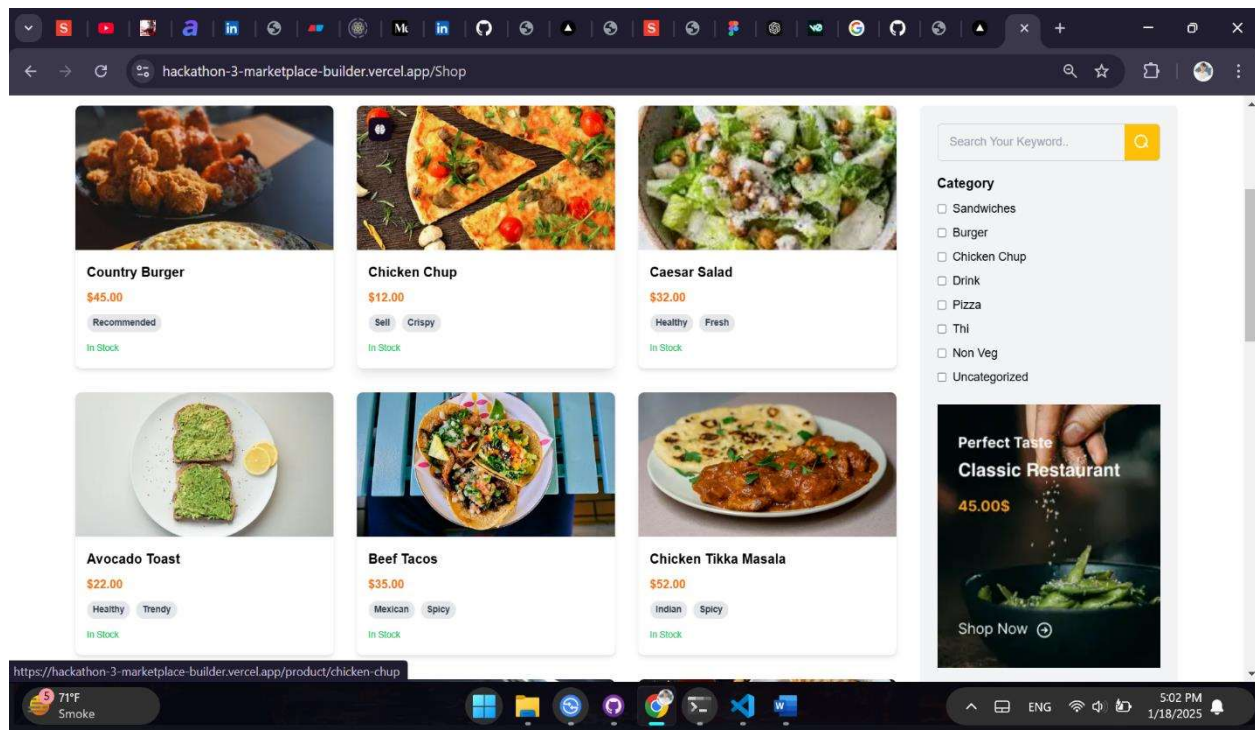 hackathon-3-marketplace-builder.vercel.app/Shop
Country Burger
$45.00
Recommended
In Stock
Chicken Chup
$12.00
Sell Crispy
In Stock
Caesar Salad
$32.00
Healthy Fresh
In Stock
Avocado Toast
$22.00
Healthy Trendy
In Stock
Beef Tacos
$35.00
Mexican Spicy
In Stock
Chicken Tikka Masala
$52.00
Indian Spicy
In Stock
Search Your Keyword..
Category
Sandwiches
Burger
Chicken Chup
Drink
Pizza
Thi
Non Veg
Uncategorized
Perfect Taste
Classic Restaurant
45.00$
Shop Now
https://hackathon-3-marketplace-builder.vercel.app/product/chicken-chup
5
71°F
Smoke
ENG
5:02 PM
1/18/2025